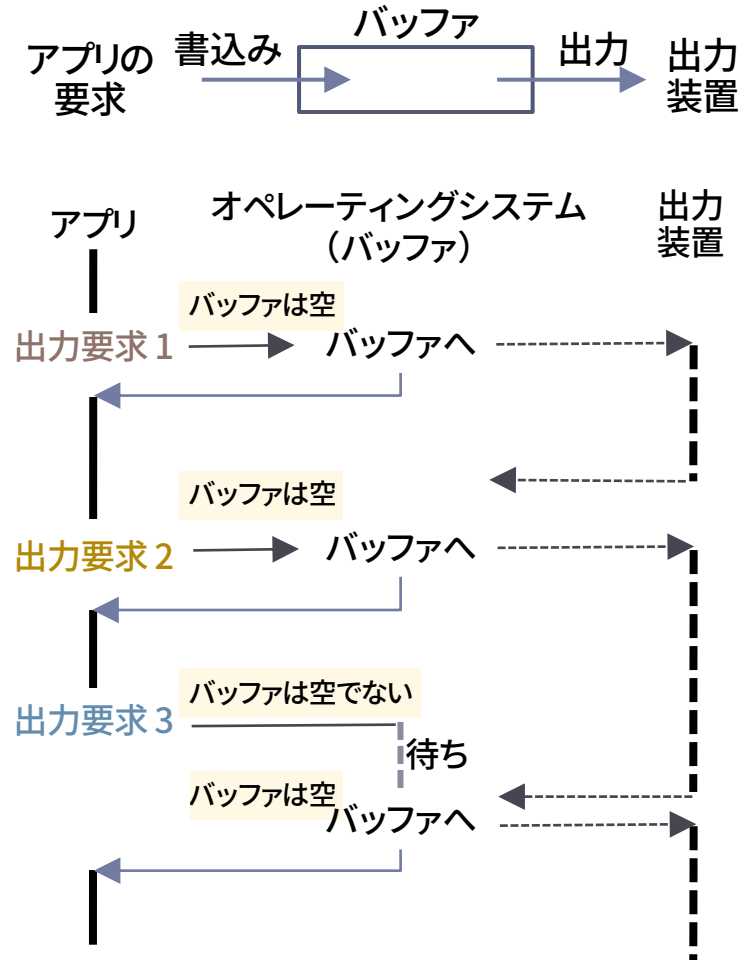 アプリの
要求
書込み
バッファ
出力
出力
装置
アプリ
オペレーティングシステム
（バッファ）
出力
装置
バッファは空
出力要求 1
バッファへ
バッファは空
出力要求 2
バッファへ
バッファは空でない
出力要求 3
待ち
バッファは空
バッファへ